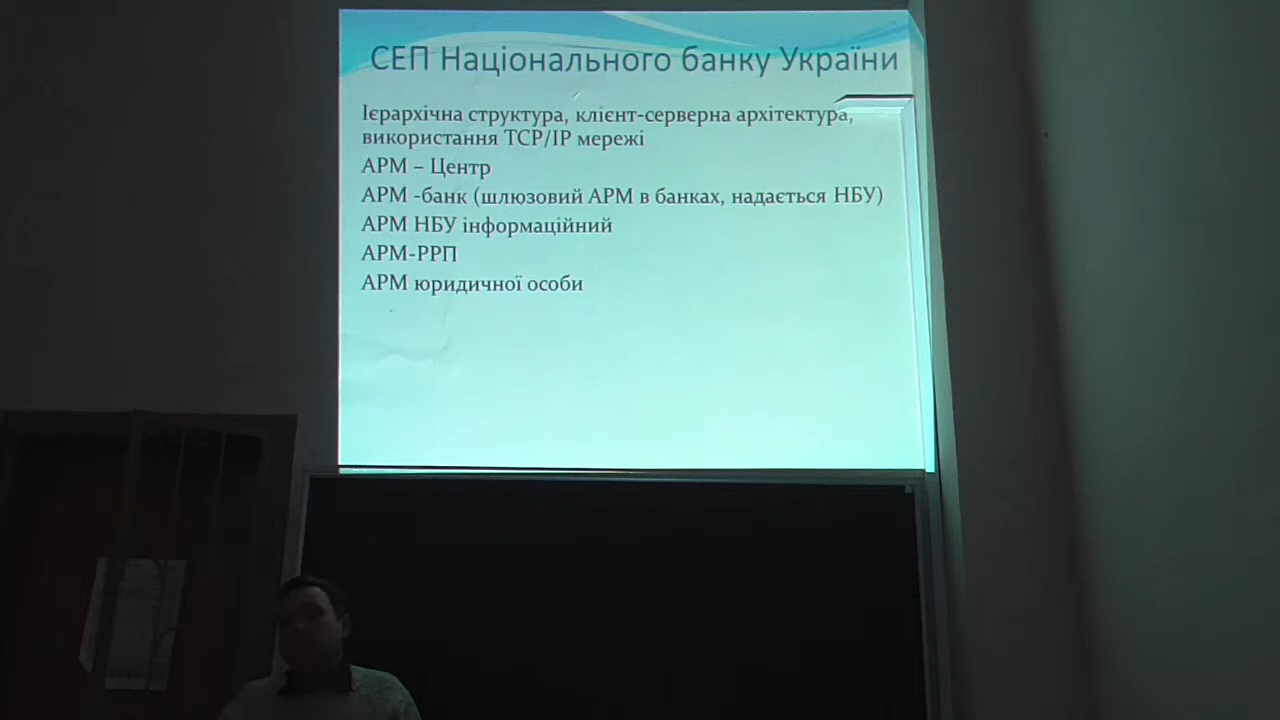 СЕП Національного банку України
Ієрархічна структура, клієнт-серверна архітектура,
використання TCP/IP мережі
АРМ – Центр
АРМ -банк (шлюзовий АРМ в банках, надається НБУ)
АРМ НБУ інформаційний
АРМ-РРП
АРМ юридичної особи